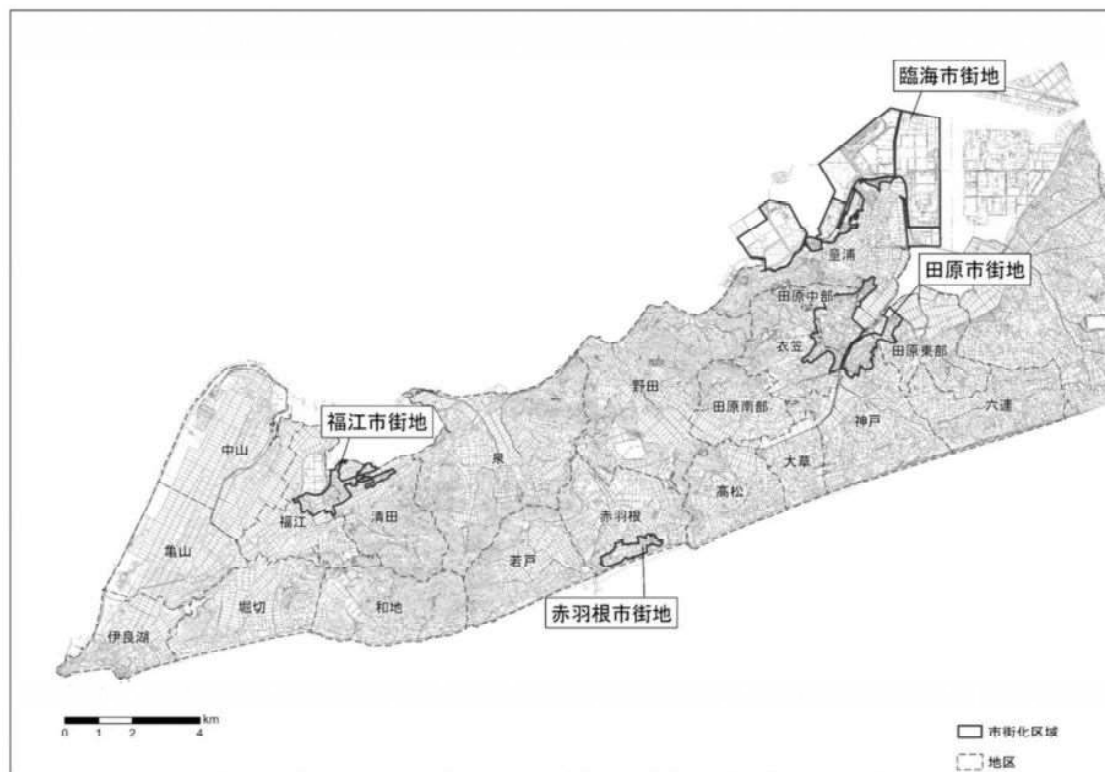 臨海市街地
童浦
田原市街地
田原中部
衣笠
田原東部
野田
田原南部
神戸
六連
福江市街地
中山
泉
大草
高松
福江
清田
赤羽根
亀山
若戸
堀切
和地
赤羽根市街地
伊良湖
km
0 1 2 4
市街化区域
地区